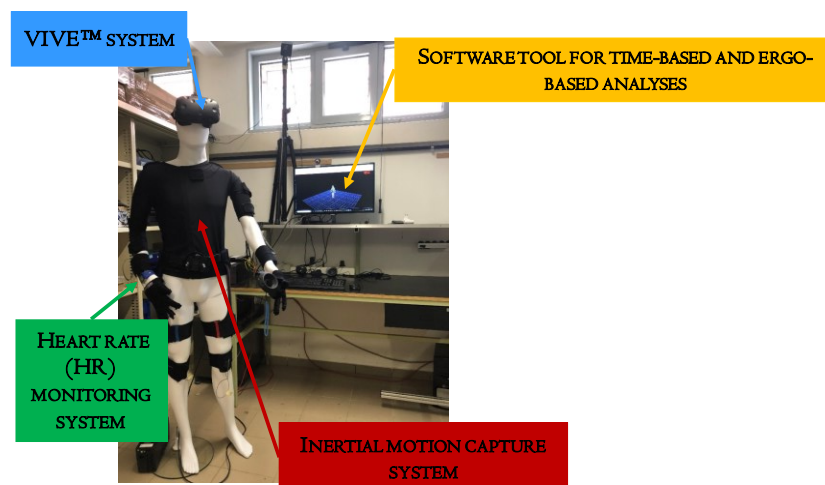 VIVE™ SYSTEM
SOFTWARE TOOL FOR TIME-BASED AND ERGO-
BASED ANALYSES
HEART RATE
(HR)
MONITORING
SYSTEM
INERTIAL MOTION CAPTURE
SYSTEM